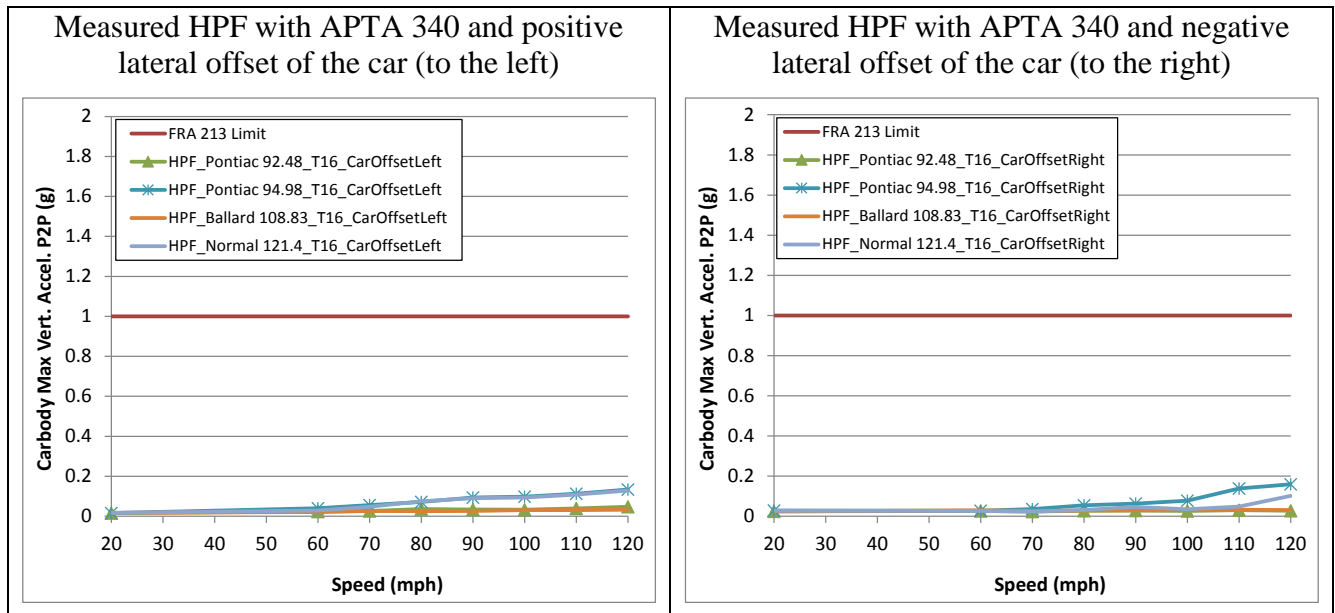 Measured HPF with APTA 340 and positive
lateral offset of the car (to the left)
2
1.8
1.6
1.4
1.2
1
0.8
0.6
0.4
0.2
0
Carbody Max Vert. Accel. P2P (g)
FRA 213 Limit
HPF_Pontiac 92.48_T16_CarOffsetLeft
HPF_Pontiac 94.98_T16_CarOffsetLeft
HPF_Ballard 108.83_T16_CarOffsetLeft
HPF_Normal 121.4_T16_CarOffsetLeft
20 30 40 50 60 70 80 90 100 110 120
Speed (mph)
Measured HPF with APTA 340 and negative
lateral offset of the car (to the right)
2
1.8
1.6
1.4
1.2
1
0.8
0.6
0.4
0.2
0
Carbody Max Vert. Accel. P2P (g)
FRA 213 Limit
HPF_Pontiac 92.48_T16_CarOffsetRight
HPF_Pontiac 94.98_T16_CarOffsetRight
HPF_Ballard 108.83_T16_CarOffsetRight
HPF_Normal 121.4_T16_CarOffsetRight
20 30 40 50 60 70 80 90 100 110 120
Speed (mph)